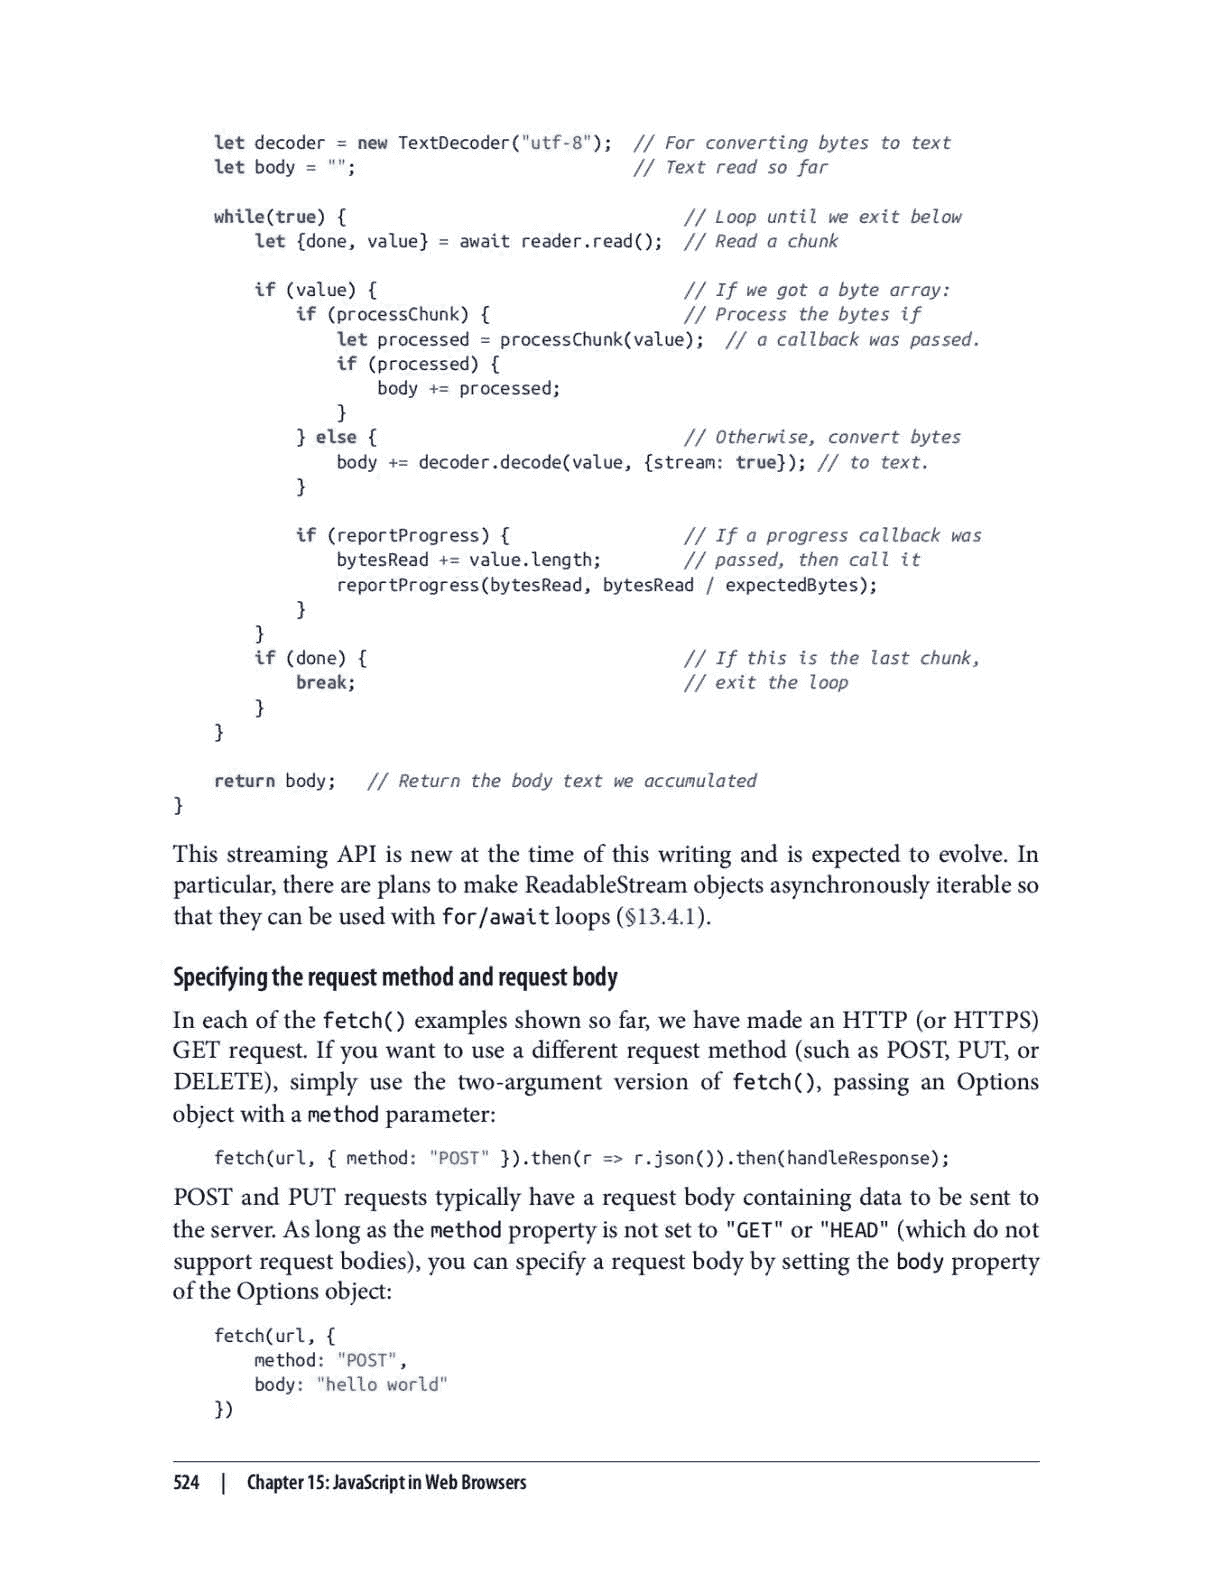 let decoder = new TextDecoder("utf-8");  // For converting bytes to text
let body = "";                           // Text read so far
while(true) {                                 // Loop until we exit below
    let {done, value} = await reader.read();  // Read a chunk
    if (value) {                              // If we got a byte array:
        if (processChunk) {                   // Process the bytes if
            let processed = processChunk(value);  // a callback was passed.
            if (processed) {
                body += processed;
            }
        } else {                              // Otherwise, convert bytes
            body += decoder.decode(value, {stream: true}); // to text.
        }
        if (reportProgress) {                 // If a progress callback was
            bytesRead += value.length;        // passed, then call it
            reportProgress(bytesRead, bytesRead / expectedBytes);
        }
    }
    if (done) {                               // If this is the last chunk,
        break;                                // exit the loop
    }
}
return body;   // Return the body text we accumulated
}
This streaming API is new at the time of this writing and is expected to evolve. In
particular, there are plans to make ReadableStream objects asynchronously iterable so
that they can be used with for/await loops (§13.4.1).
Specifying the request method and request body
In each of the fetch() examples shown so far, we have made an HTTP (or HTTPS)
GET request. If you want to use a different request method (such as POST, PUT, or
DELETE), simply use the two-argument version of fetch(), passing an Options
object with a method parameter:
fetch(url, { method: "POST" }).then(r => r.json()).then(handleResponse);
POST and PUT requests typically have a request body containing data to be sent to
the server. As long as the method property is not set to "GET" or "HEAD" (which do not
support request bodies), you can specify a request body by setting the body property
of the Options object:
fetch(url, {
    method: "POST",
    body: "hello world"
})
524 | Chapter 15: JavaScript in Web Browsers